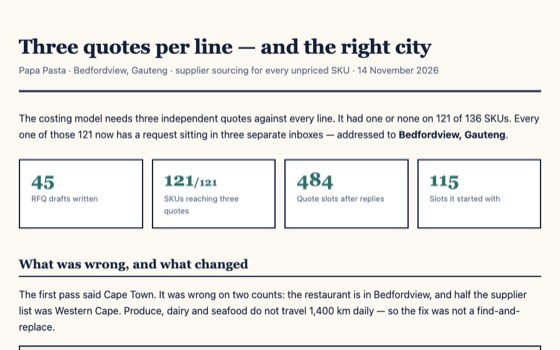 Three quotes per line — and the right city
Papa Pasta · Bedfordview, Gauteng · supplier sourcing for every unpriced SKU · 14 November 2026
The costing model needs three independent quotes against every line. It had one or none on 121 of 136 SKUs. Every
one of those 121 now has a request sitting in three separate inboxes — addressed to Bedfordview, Gauteng.
45
RFQ drafts written
121/121
SKUs reaching three
quotes
484
Quote slots after replies
115
Slots it started with
What was wrong, and what changed
The first pass said Cape Town. It was wrong on two counts: the restaurant is in Bedfordview, and half the supplier
list was Western Cape. Produce, dairy and seafood do not travel 1,400 km daily — so the fix was not a find-and-
replace.